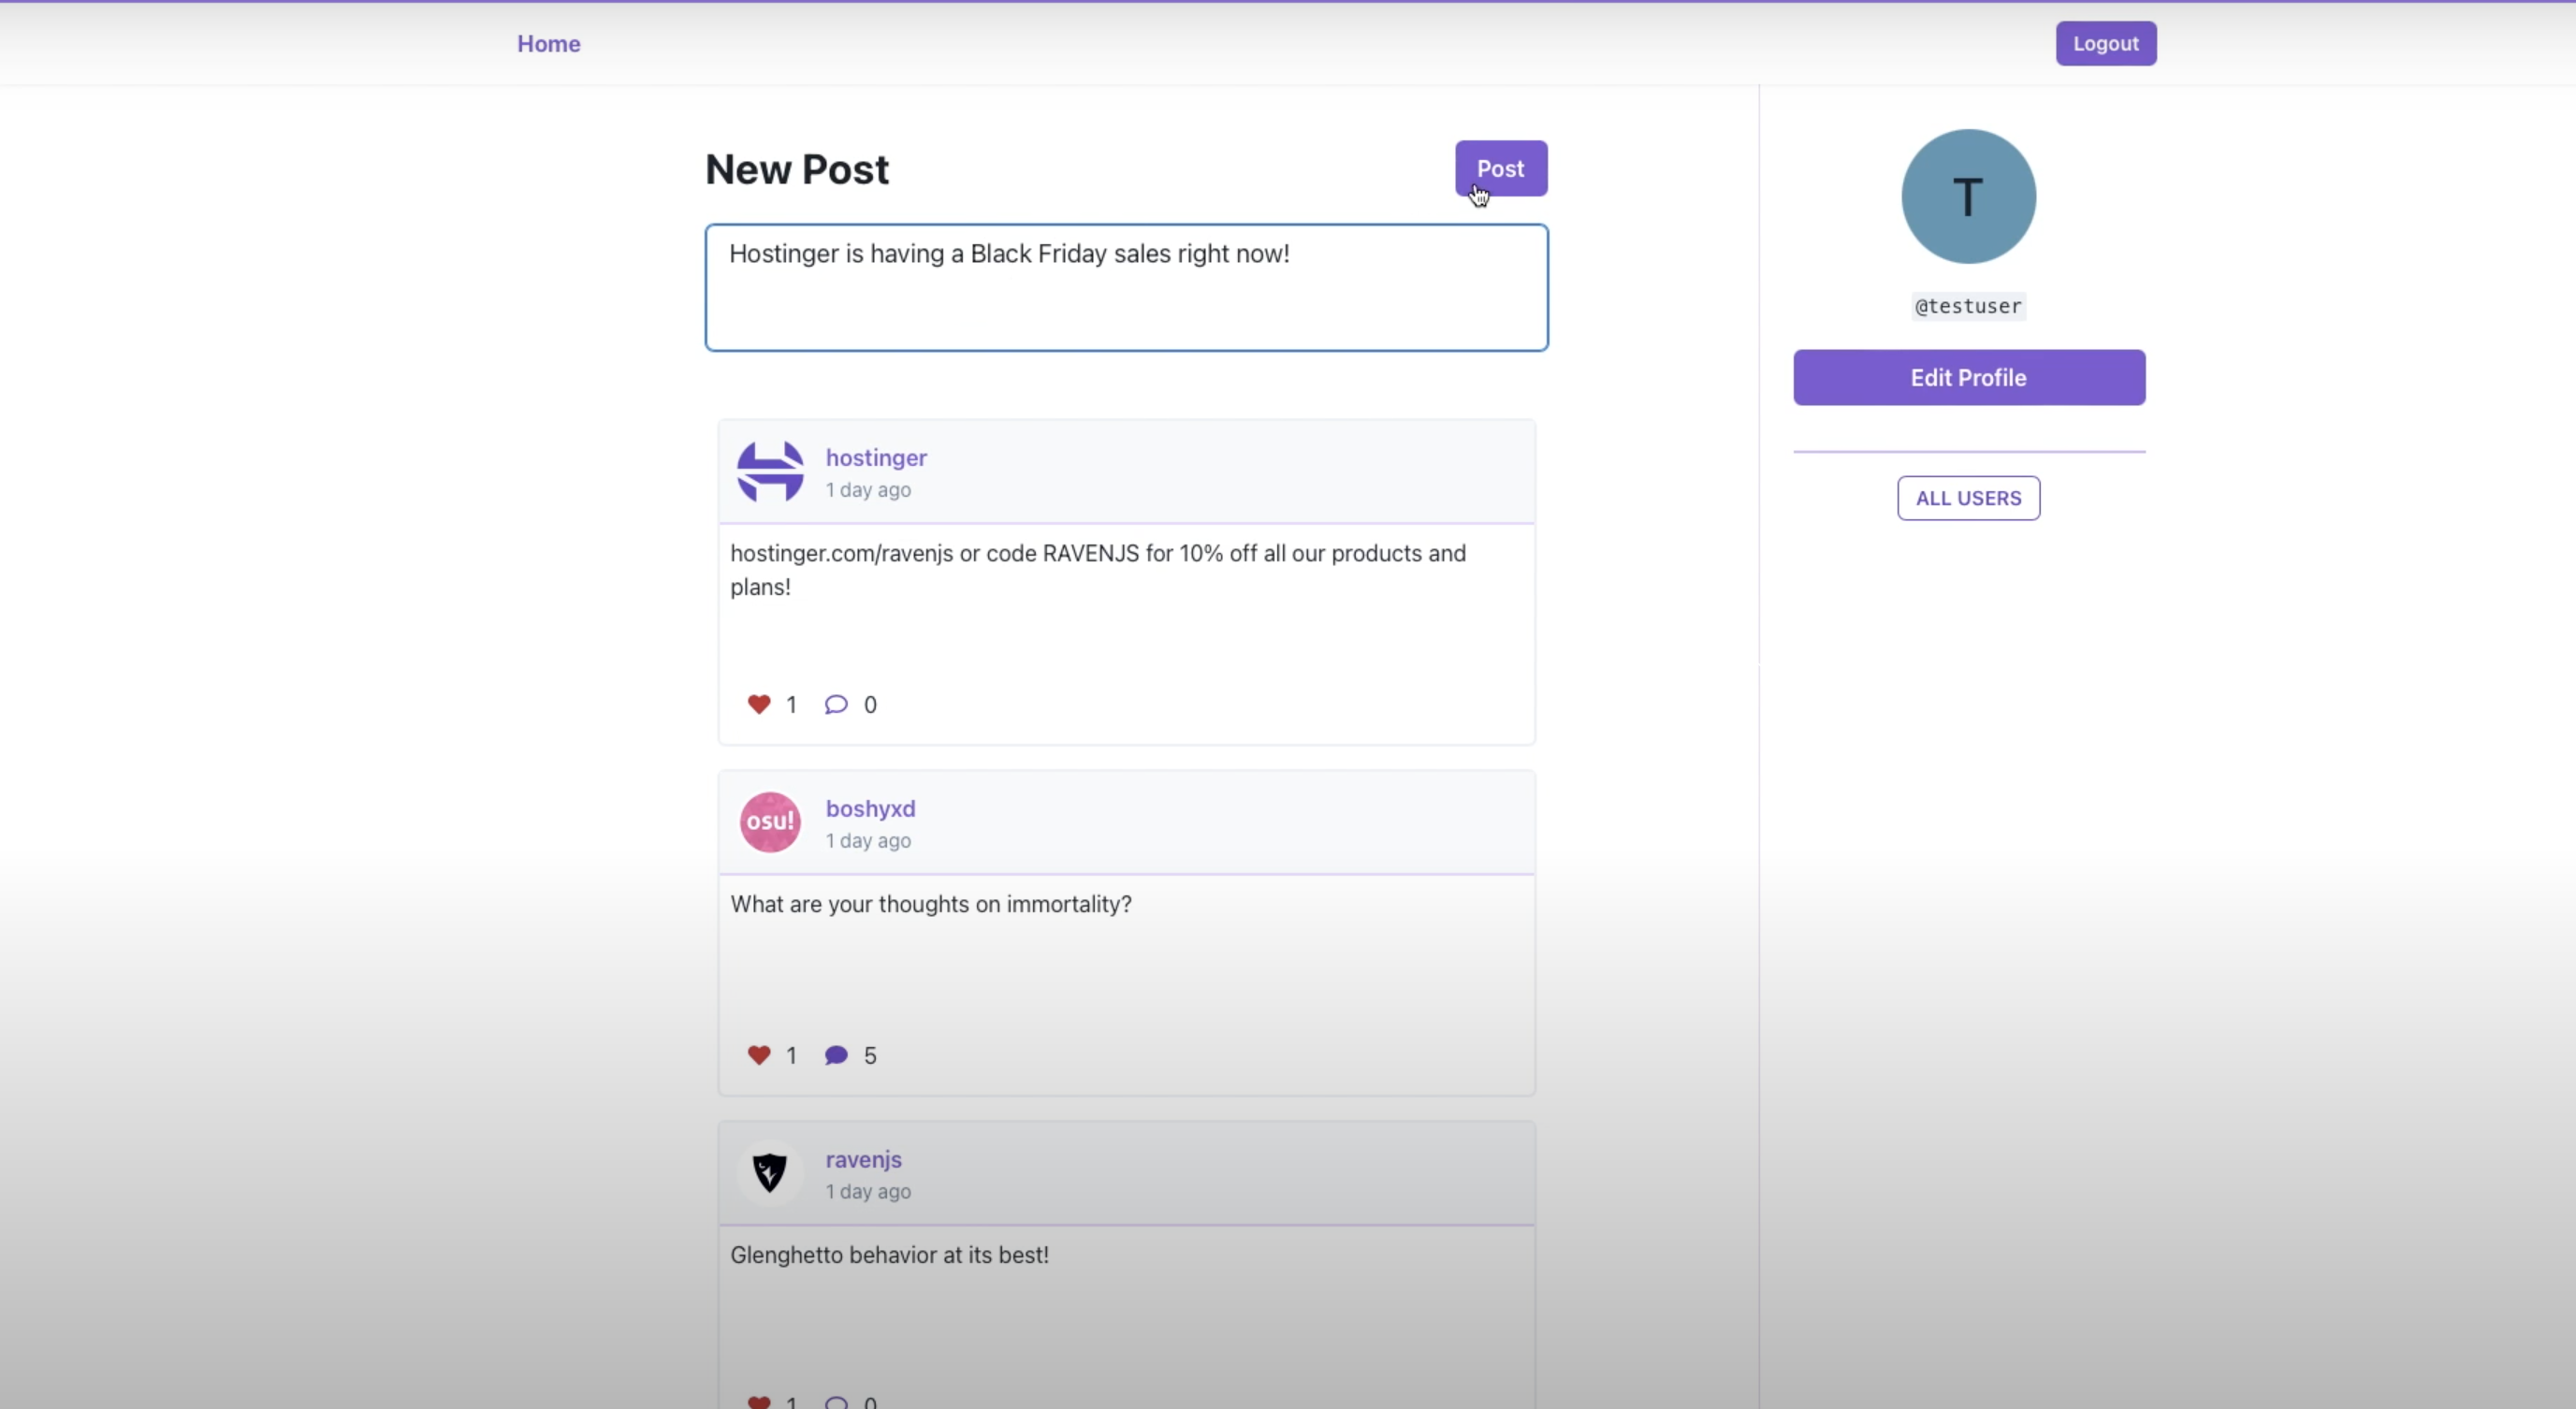 Home
Logout
New Post
Post
Hostinger is having a Black Friday sales right now!
T
@testuser
Edit Profile
ALL USERS
hostinger
1 day ago
hostinger.com/ravenjs or code RAVENJS for 10% off all our products and
plans!
1 0
osu!
boshyxd
1 day ago
What are your thoughts on immortality?
1 5
ravenjs
1 day ago
Glenghetto behavior at its best!
1 0